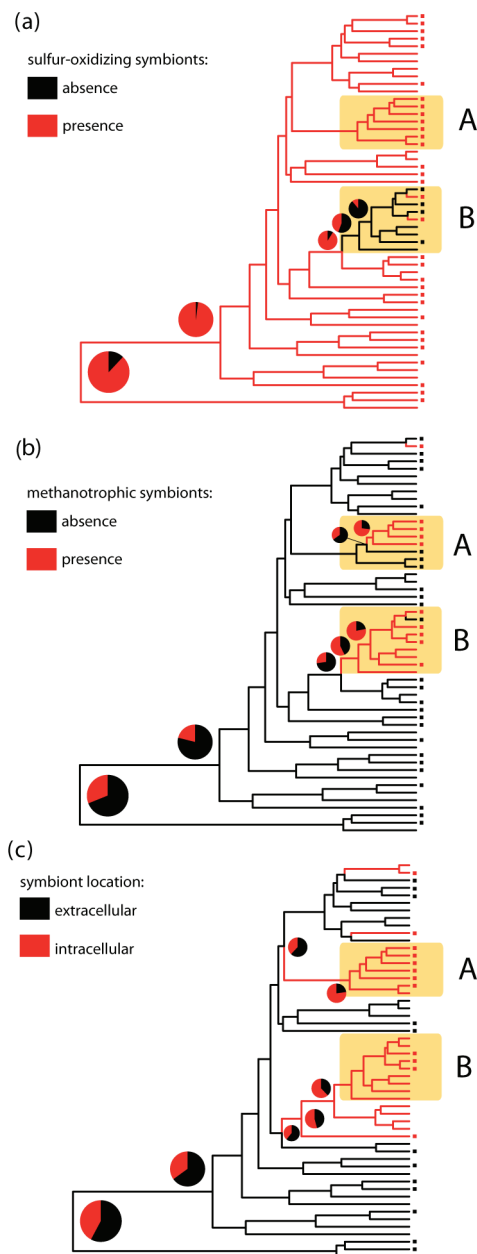 (a)
sulfur-oxidizing symbionts:
absence
presence
A
B
(b)
methanotrophic symbionts:
absence
presence
A
B
(c)
symbiont location:
extracellular
intracellular
A
B